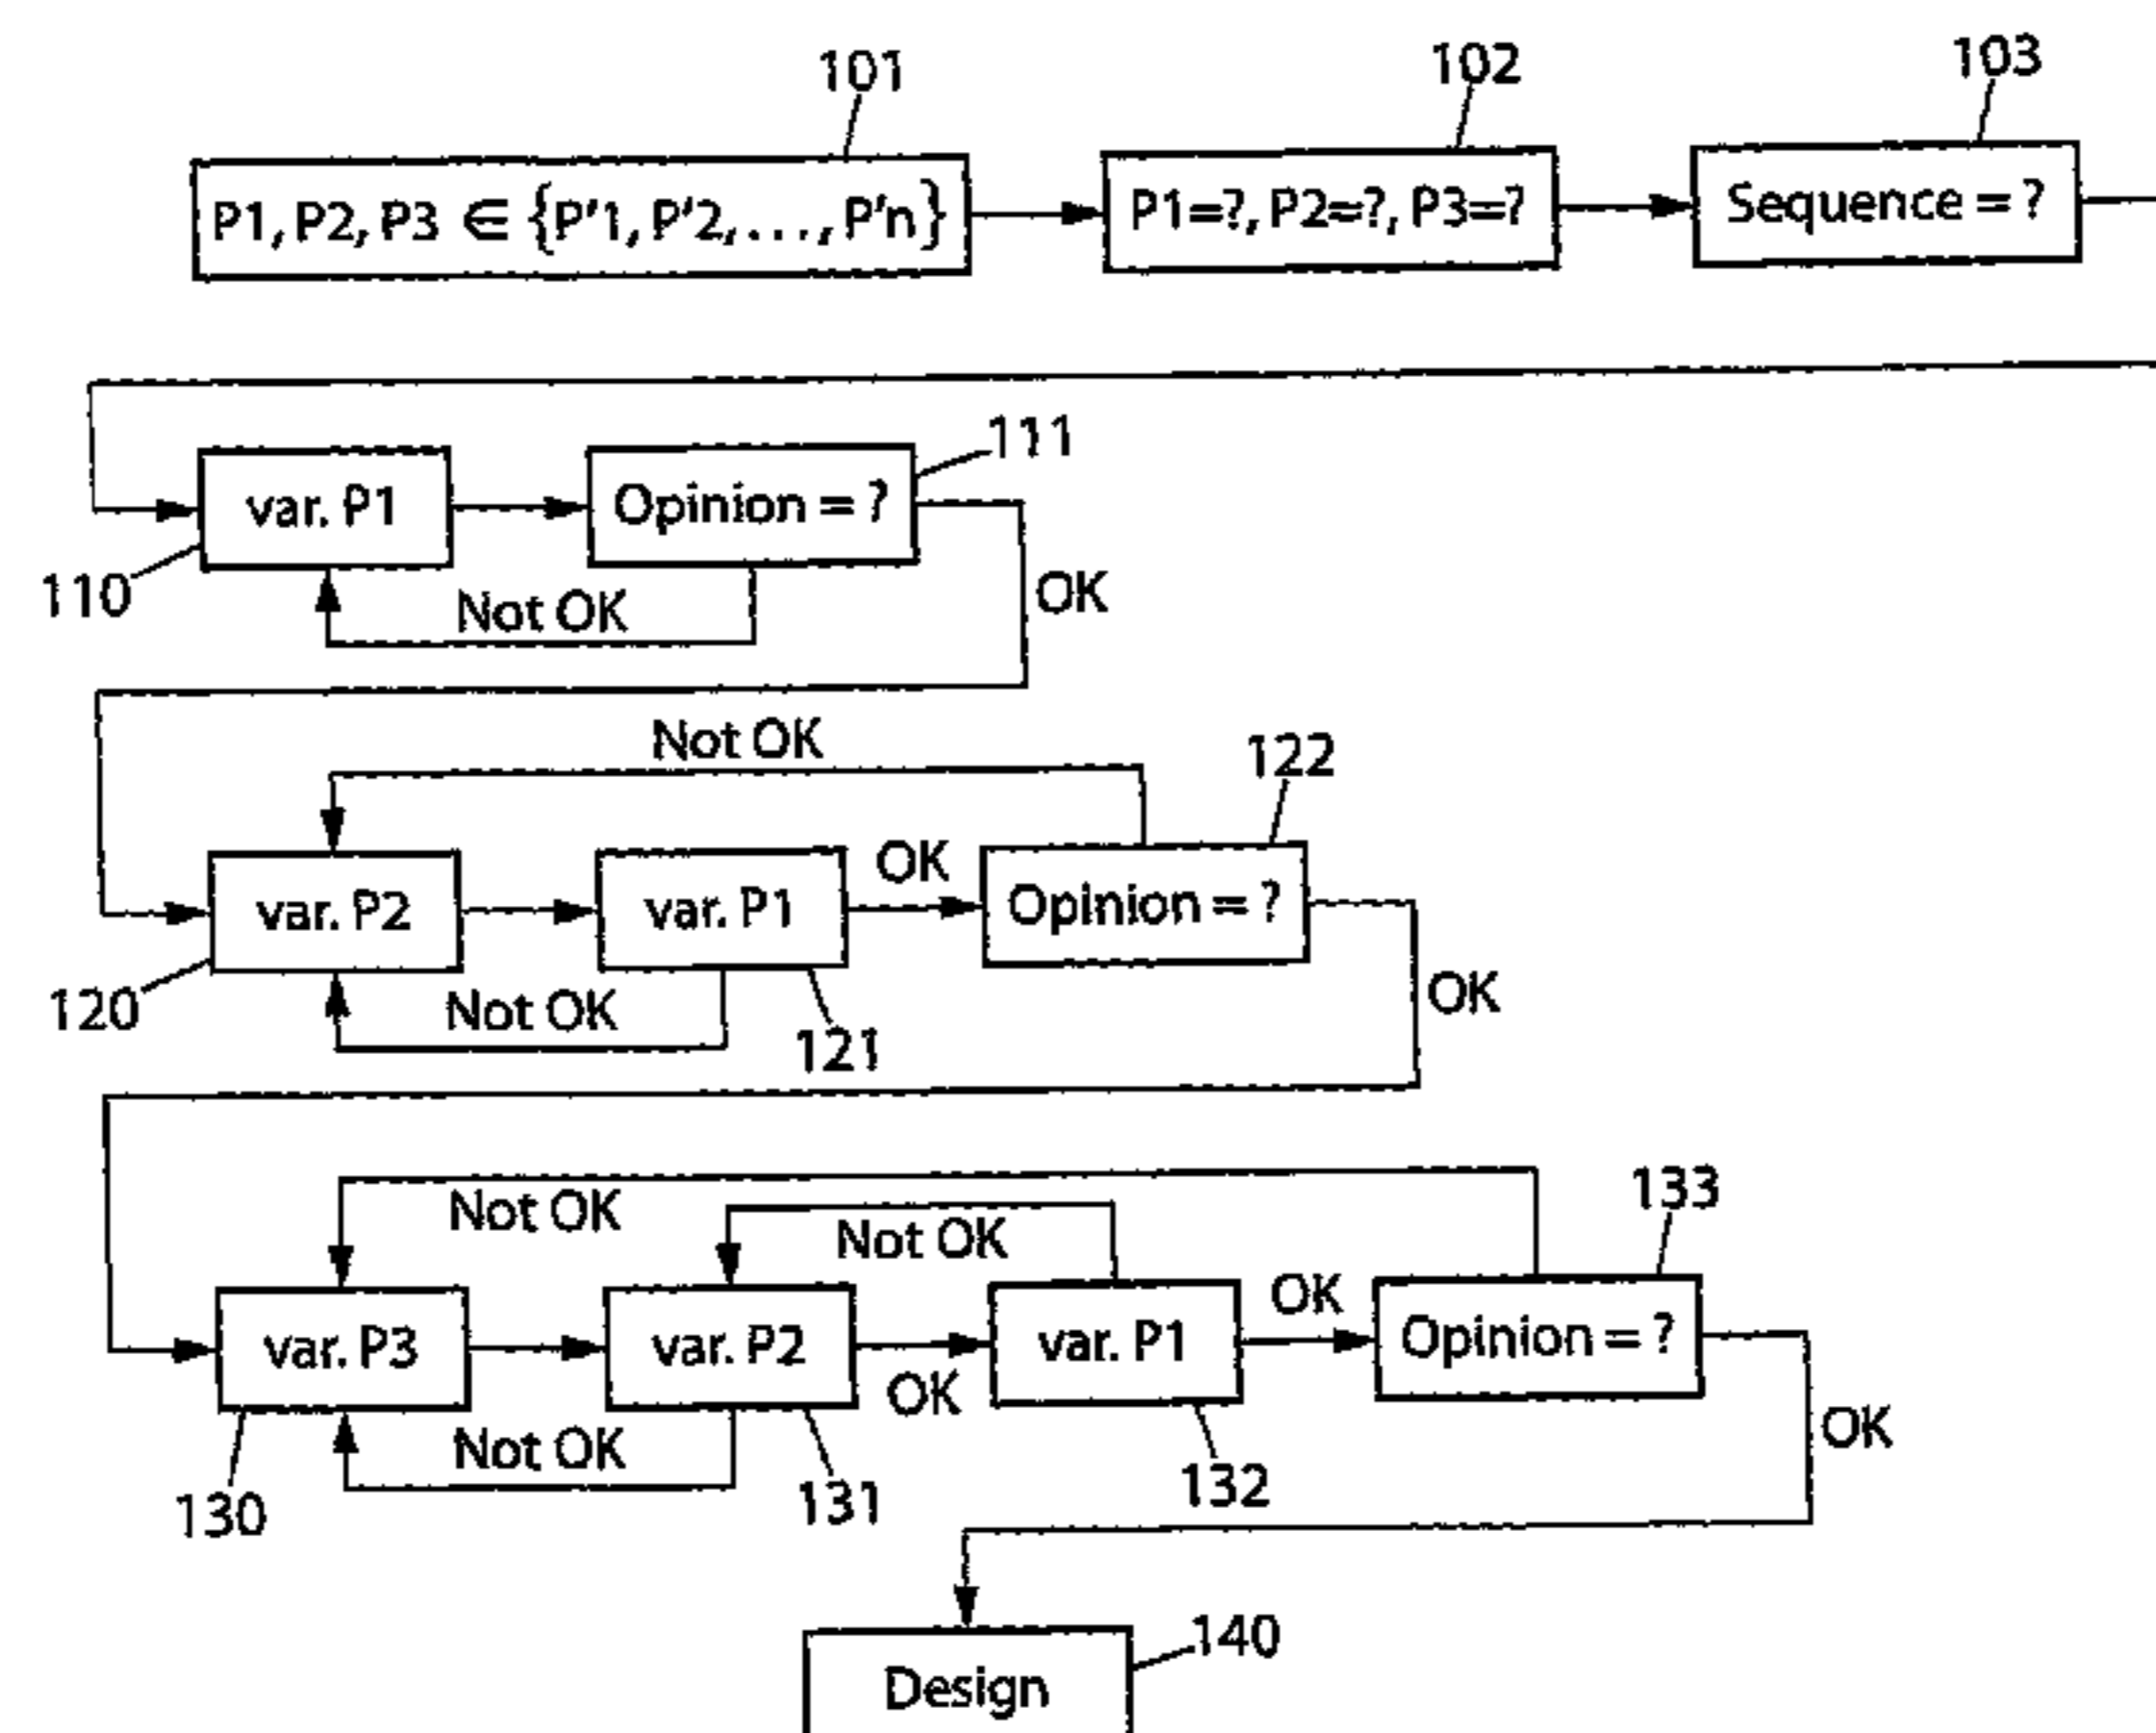 101
102
103
P1, P2, P3 ∈ {P'1, P'2, ..., P'n}
P1=?, P2=?, P3=?
Sequence = ?
111
var. P1
Opinion = ?
110
Not OK
OK
Not OK
122
var. P2
var. P1
OK
Opinion = ?
120
Not OK
121
OK
Not OK
Not OK
133
var. P3
var. P2
OK
var. P1
OK
Opinion = ?
Not OK
OK
130
131
132
140
Design